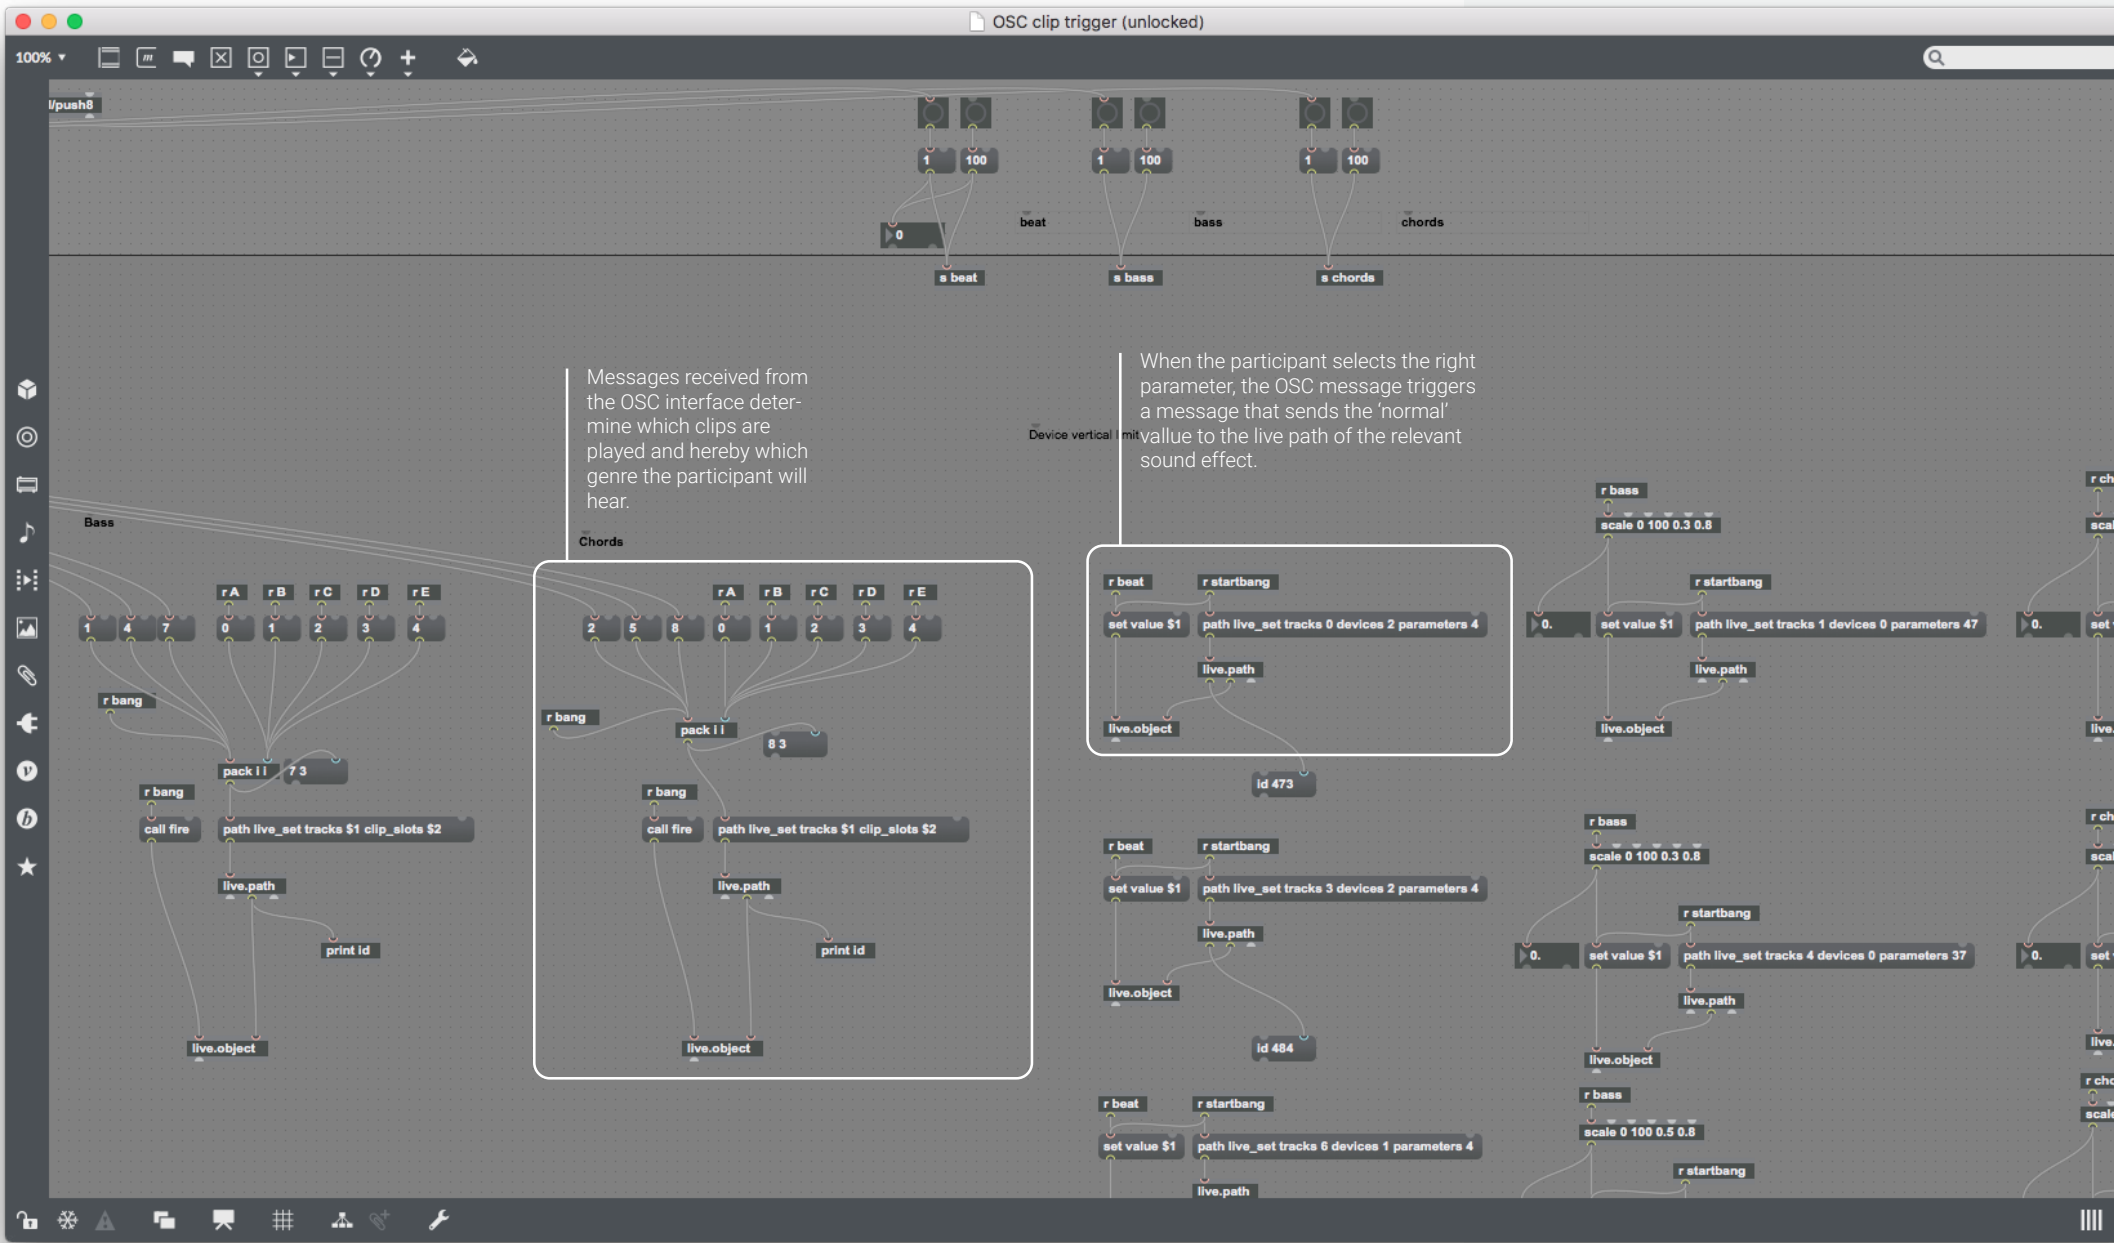 OSC clip trigger (unlocked)
100%
/push8
1
100
1
100
1
100
0
beat
bass
chords
s beat
s bass
s chords
Messages received from
the OSC interface deter-
mine which clips are
played and hereby which
genre the participant will
hear.
When the participant selects the right
parameter, the OSC message triggers
a message that sends the ‘normal’
vallue to the live path of the relevant
sound effect.
Device vertical limit
Bass
r A
r B
r C
r D
r E
1
4
7
0
1
2
3
4
r bang
pack i i
7 3
r bang
call fire
path live_set tracks $1 clip_slots $2
live.path
print id
live.object
Chords
r A
r B
r C
r D
r E
2
5
8
0
1
2
3
4
r bang
pack i i
8 3
r bang
call fire
path live_set tracks $1 clip_slots $2
live.path
print id
live.object
r beat
r startbang
set value $1
path live_set tracks 0 devices 2 parameters 4
live.path
live.object
id 473
r beat
r startbang
set value $1
path live_set tracks 3 devices 2 parameters 4
live.path
live.object
id 484
r beat
r startbang
set value $1
path live_set tracks 6 devices 1 parameters 4
live.path
r bass
scale 0 100 0.3 0.8
r startbang
0.
set value $1
path live_set tracks 1 devices 0 parameters 47
live.path
live.object
r bass
scale 0 100 0.3 0.8
r startbang
0.
set value $1
path live_set tracks 4 devices 0 parameters 37
live.path
live.object
r bass
scale 0 100 0.5 0.8
r startbang
r ch
scal
0.
set
live.
r ch
scal
0.
set
live.
r cho
scale